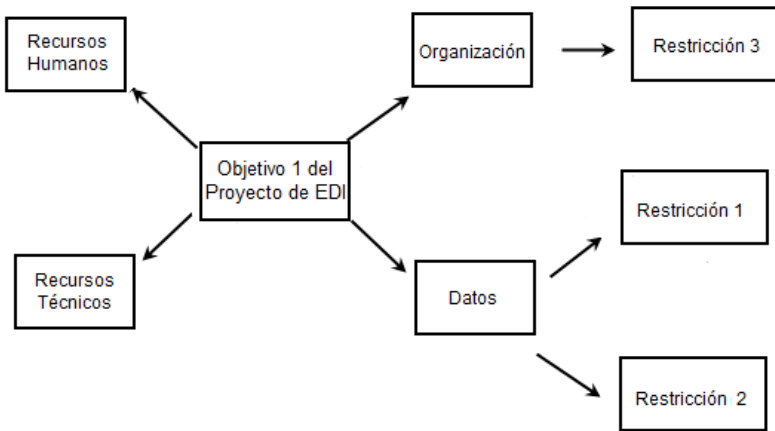 Recursos
Humanos
Organización
Restricción 3
Objetivo 1 del
Proyecto de EDI
Restricción 1
Recursos
Técnicos
Datos
Restricción 2